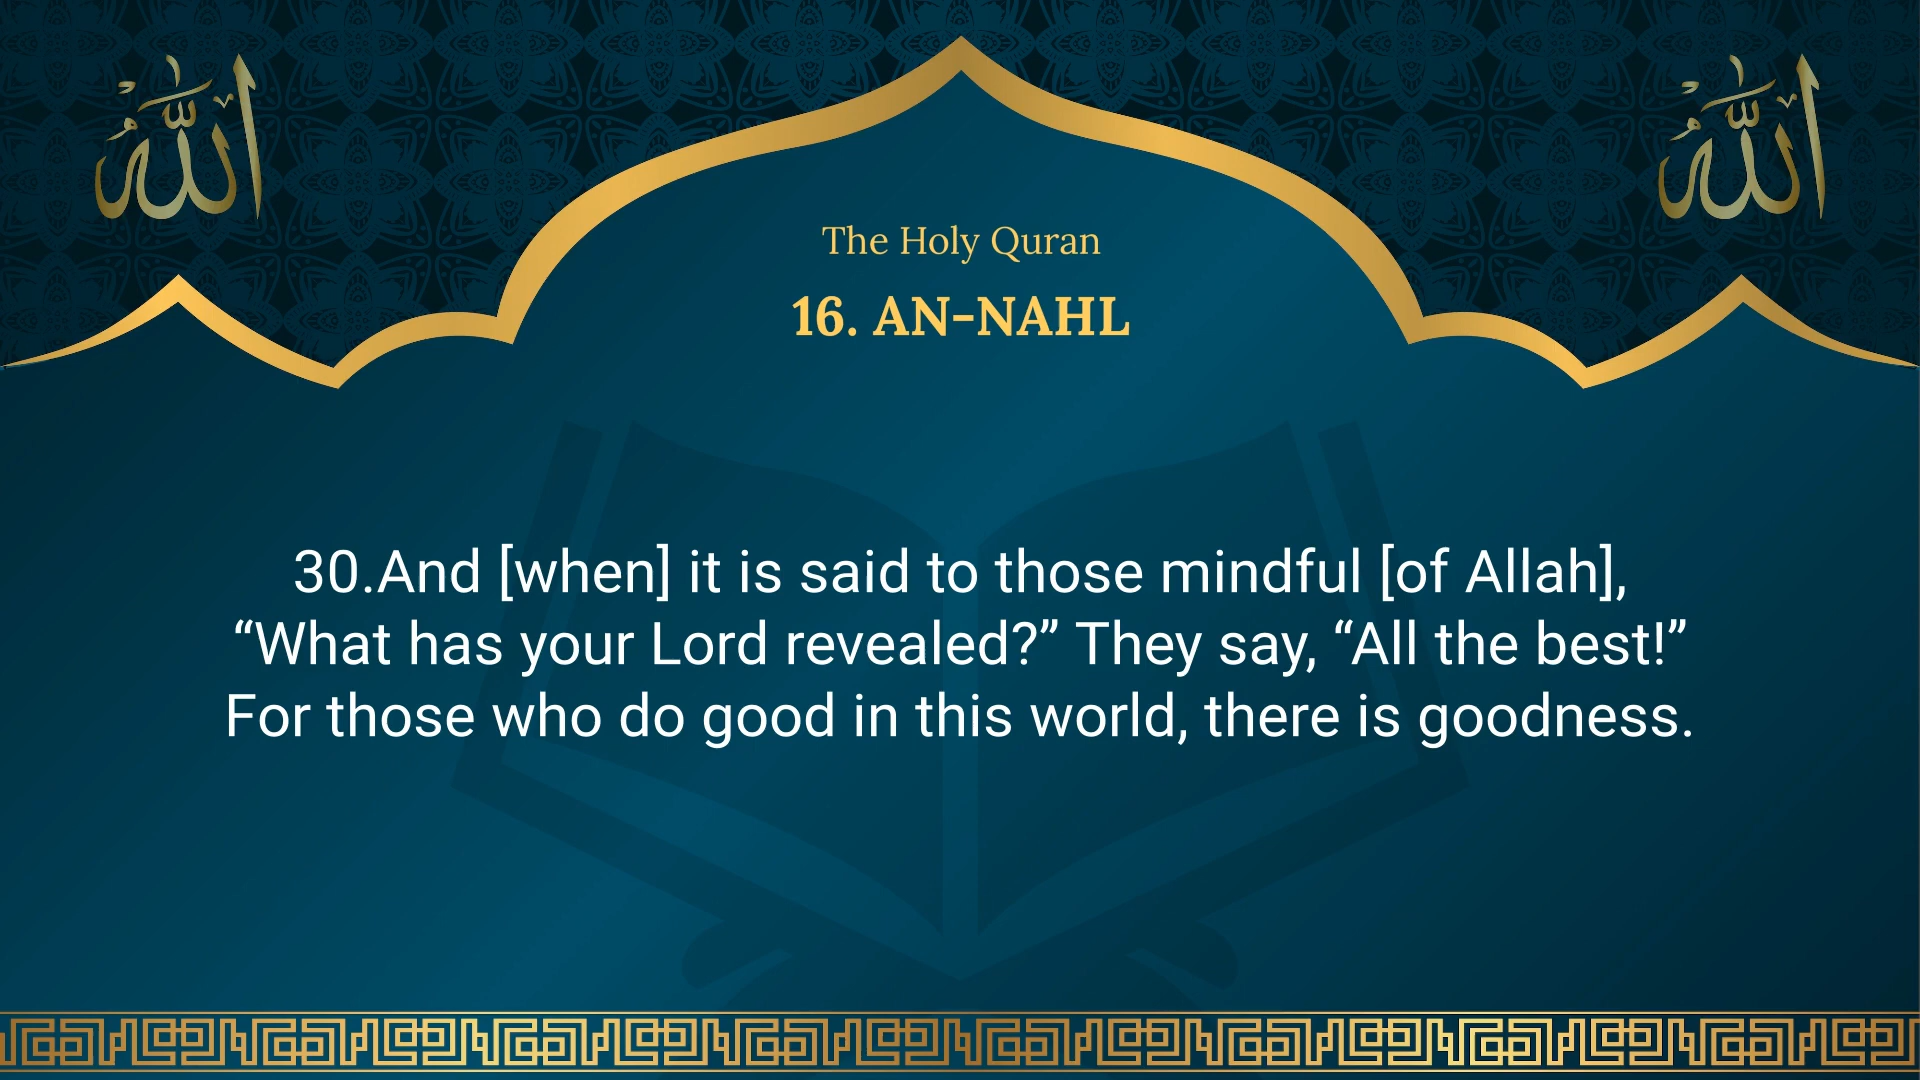 الله
الله
The Holy Quran
16. AN-NAHL
30.And [when] it is said to those mindful [of Allah],
“What has your Lord revealed?” They say, “All the best!”
For those who do good in this world, there is goodness.